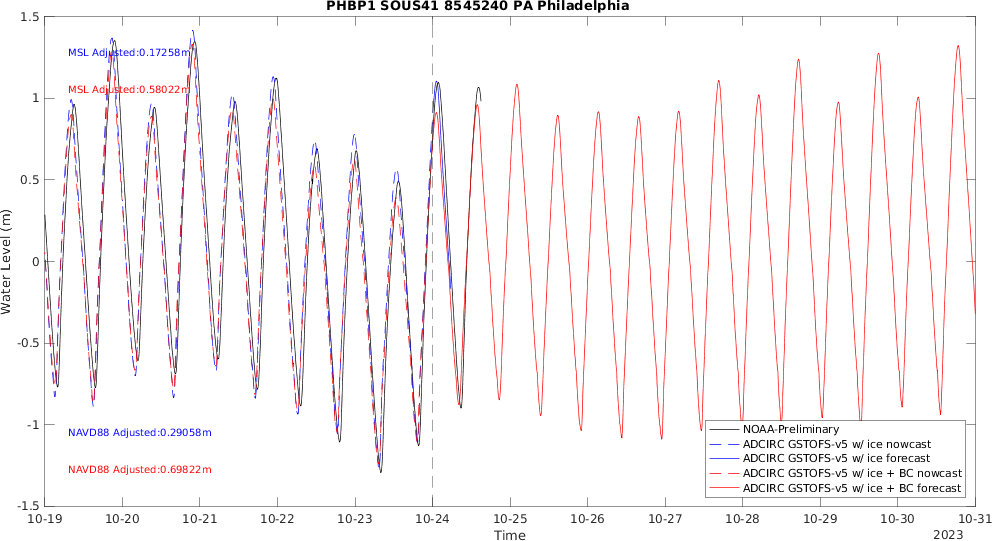 PHBP1 SOUS41 8545240 PA Philadelphia
1.5
1
0.5
0
-0.5
-1
-1.5
Water Level (m)
MSL Adjusted:0.17258m
MSL Adjusted:0.58022m
NAVD88 Adjusted:0.29058m
NAVD88 Adjusted:0.69822m
NOAA-Preliminary
ADCIRC GSTOFS-v5 w/ ice nowcast
ADCIRC GSTOFS-v5 w/ ice forecast
ADCIRC GSTOFS-v5 w/ ice + BC nowcast
ADCIRC GSTOFS-v5 w/ ice + BC forecast
10-19 10-20 10-21 10-22 10-23 10-24 10-25 10-26 10-27 10-28 10-29 10-30 10-31
Time
2023